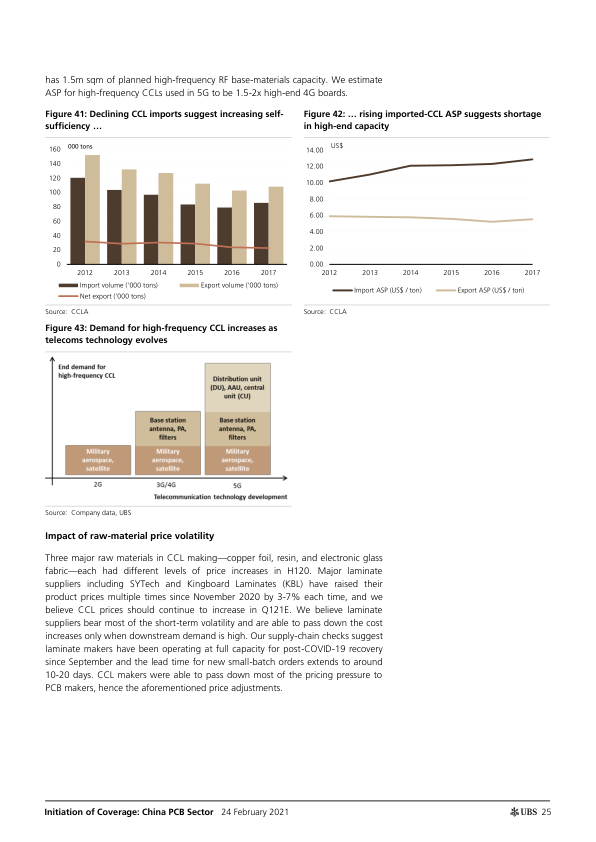 has 1.5m sqm of planned high-frequency RF base-materials capacity. We estimate
ASP for high-frequency CCLs used in 5G to be 1.5-2x high-end 4G boards.
Figure 41: Declining CCL imports suggest increasing self-
sufficiency …
000 tons
160
140
120
100
80
60
40
20
0
2012 2013 2014 2015 2016 2017
Import volume ('000 tons) Export volume ('000 tons)
Net export ('000 tons)
Source: CCLA
Figure 42: … rising imported-CCL ASP suggests shortage
in high-end capacity
US$
14.00
12.00
10.00
8.00
6.00
4.00
2.00
0.00
2012 2013 2014 2015 2016 2017
Import ASP (US$ / ton) Export ASP (US$ / ton)
Source: CCLA
Figure 43: Demand for high-frequency CCL increases as
telecoms technology evolves
End demand for
high-frequency CCL
Military
aerospace,
satellite
Base station
antenna, PA,
filters
Military
aerospace,
satellite
Distribution unit
(DU), AAU, central
unit (CU)
Base station
antenna, PA,
filters
Military
aerospace,
satellite
2G 3G/4G 5G
Telecommunication technology development
Source: Company data, UBS
Impact of raw-material price volatility
Three major raw materials in CCL making—copper foil, resin, and electronic glass
fabric—each had different levels of price increases in H120. Major laminate
suppliers including SYTech and Kingboard Laminates (KBL) have raised their
product prices multiple times since November 2020 by 3-7% each time, and we
believe CCL prices should continue to increase in Q121E. We believe laminate
suppliers bear most of the short-term volatility and are able to pass down the cost
increases only when downstream demand is high. Our supply-chain checks suggest
laminate makers have been operating at full capacity for post-COVID-19 recovery
since September and the lead time for new small-batch orders extends to around
10-20 days. CCL makers were able to pass down most of the pricing pressure to
PCB makers, hence the aforementioned price adjustments.
Initiation of Coverage: China PCB Sector 24 February 2021 UBS 25